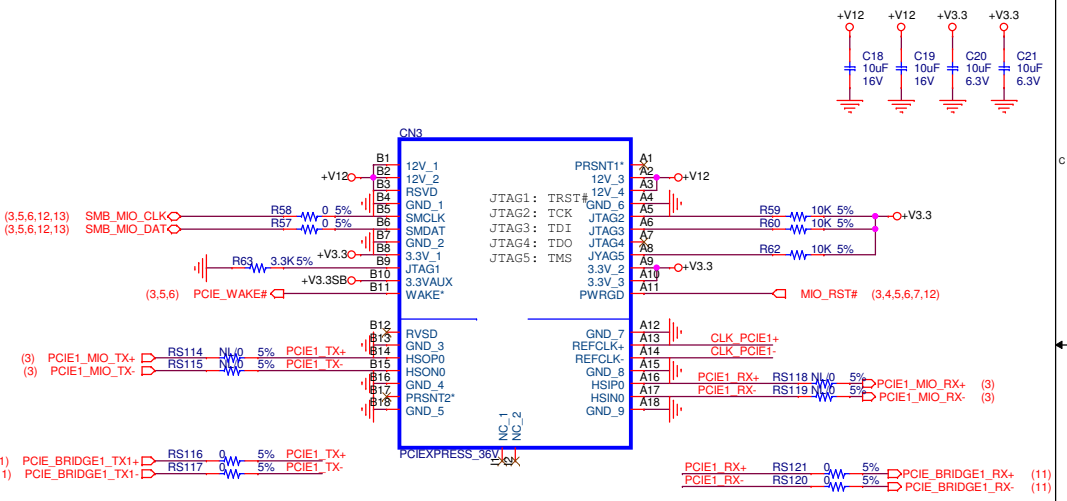 +V12 +V12 +V3.3 +V3.3
C18 C19 C20 C21
10uF 10uF 10uF 10uF
16V 16V 6.3V 6.3V
C
CN3
B1 12V_1 PRSNT1* A1
+V12 B2 12V_2 12V_3 A2 +V12
B3 RSVD 12V_4 A3
B4 GND_1 JTAG1: TRST# GND_6 A4
(3,5,6,12,13) SMB_MIO_CLK R58 0 5% B5 SMCLK JTAG2: TCK JTAG2 A5 R59 10K 5% +V3.3
(3,5,6,12,13) SMB_MIO_DAT R57 0 5% B6 SMDAT JTAG3: TDI JTAG3 A6 R60 10K 5%
B7 GND_2 JTAG4: TDO JTAG4 A7
+V3.3 B8 3.3V_1 JTAG5: TMS JYAG5 A8 R62 10K 5%
R63 3.3K 5% B9 JTAG1 3.3V_2 A9 +V3.3
+V3.3SB B10 3.3VAUX 3.3V_3 A10
(3,5,6) PCIE_WAKE# B11 WAKE* PWRGD A11 MIO_RST# (3,4,5,6,7,12)
B12 RVSD GND_7 A12
B13 GND_3 REFCLK+ A13 CLK_PCIE1+
(3) PCIE1_MIO_TX+ RS114 NL/0 5% PCIE1_TX+ B14 HSOP0 REFCLK- A14 CLK_PCIE1-
(3) PCIE1_MIO_TX- RS115 NL/0 5% PCIE1_TX- B15 HSON0 GND_8 A15
B16 GND_4 HSIP0 A16 PCIE1_RX+ RS118 NL/0 5% PCIE1_MIO_RX+ (3)
B17 PRSNT2* HSIN0 A17 PCIE1_RX- RS119 NL/0 5% PCIE1_MIO_RX- (3)
B18 GND_5 GND_9 A18
NC_1
NC_2
PCIEXPRESS_36V
1) PCIE_BRIDGE1_TX1+ RS116 0 5% PCIE1_TX+
1) PCIE_BRIDGE1_TX1- RS117 0 5% PCIE1_TX-
PCIE1_RX+ RS121 0 5% PCIE_BRIDGE1_RX+ (11)
PCIE1_RX- RS120 0 5% PCIE_BRIDGE1_RX- (11)